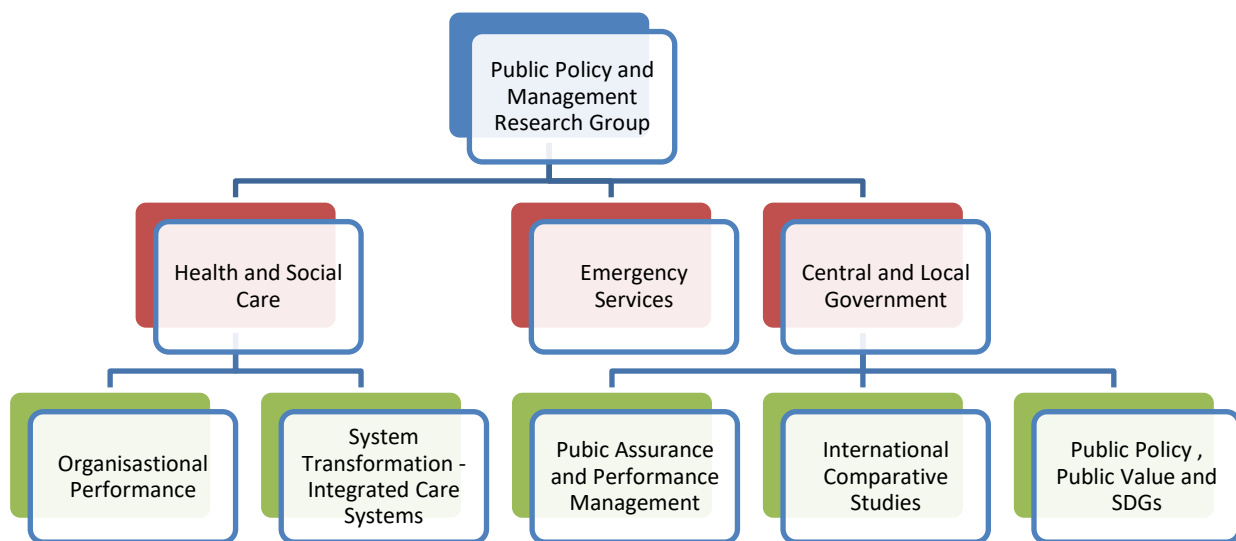 Public Policy and
Management
Research Group
Health and Social
Care
Emergency
Services
Central and Local
Government
Organisastional
Performance
System
Transformation -
Integrated Care
Systems
Pubic Assurance
and Performance
Management
International
Comparative
Studies
Public Policy ,
Public Value and
SDGs